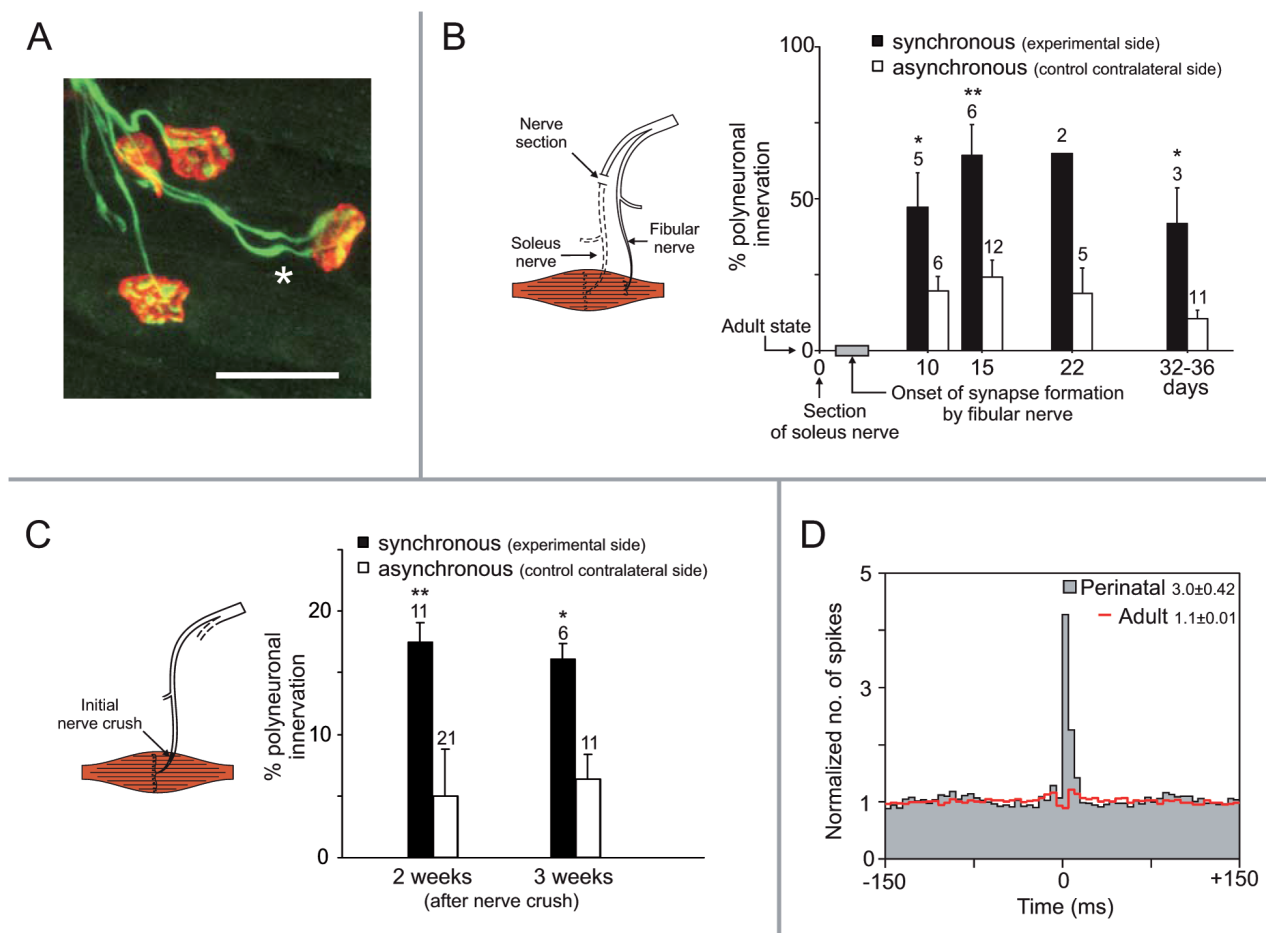 A
*
B
synchronous (experimental side)
asynchronous (control contralateral side)
100
50
0
% polyneuronal
innervation
Nerve
section
Soleus
nerve
Fibular
nerve
Adult state
*
5
6
**
6
12
2
5
*
3
11
0
10
15
22
32-36
days
Section
of soleus nerve
Onset of synapse formation
by fibular nerve
C
synchronous (experimental side)
asynchronous (control contralateral side)
20
10
0
% polyneuronal
innervation
Initial
nerve crush
**
11
21
*
6
11
2 weeks
3 weeks
(after nerve crush)
D
5
3
1
0
Normalized no. of spikes
Perinatal 3.0±0.42
Adult 1.1±0.01
-150
0
+150
Time (ms)